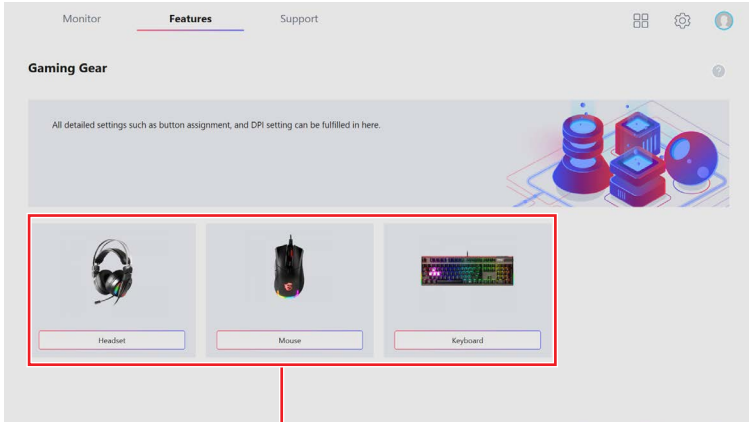 Monitor
Features
Support
Gaming Gear
All detailed settings such as button assignment, and DPI setting can be fulfilled in here.
Headset
Mouse
Keyboard